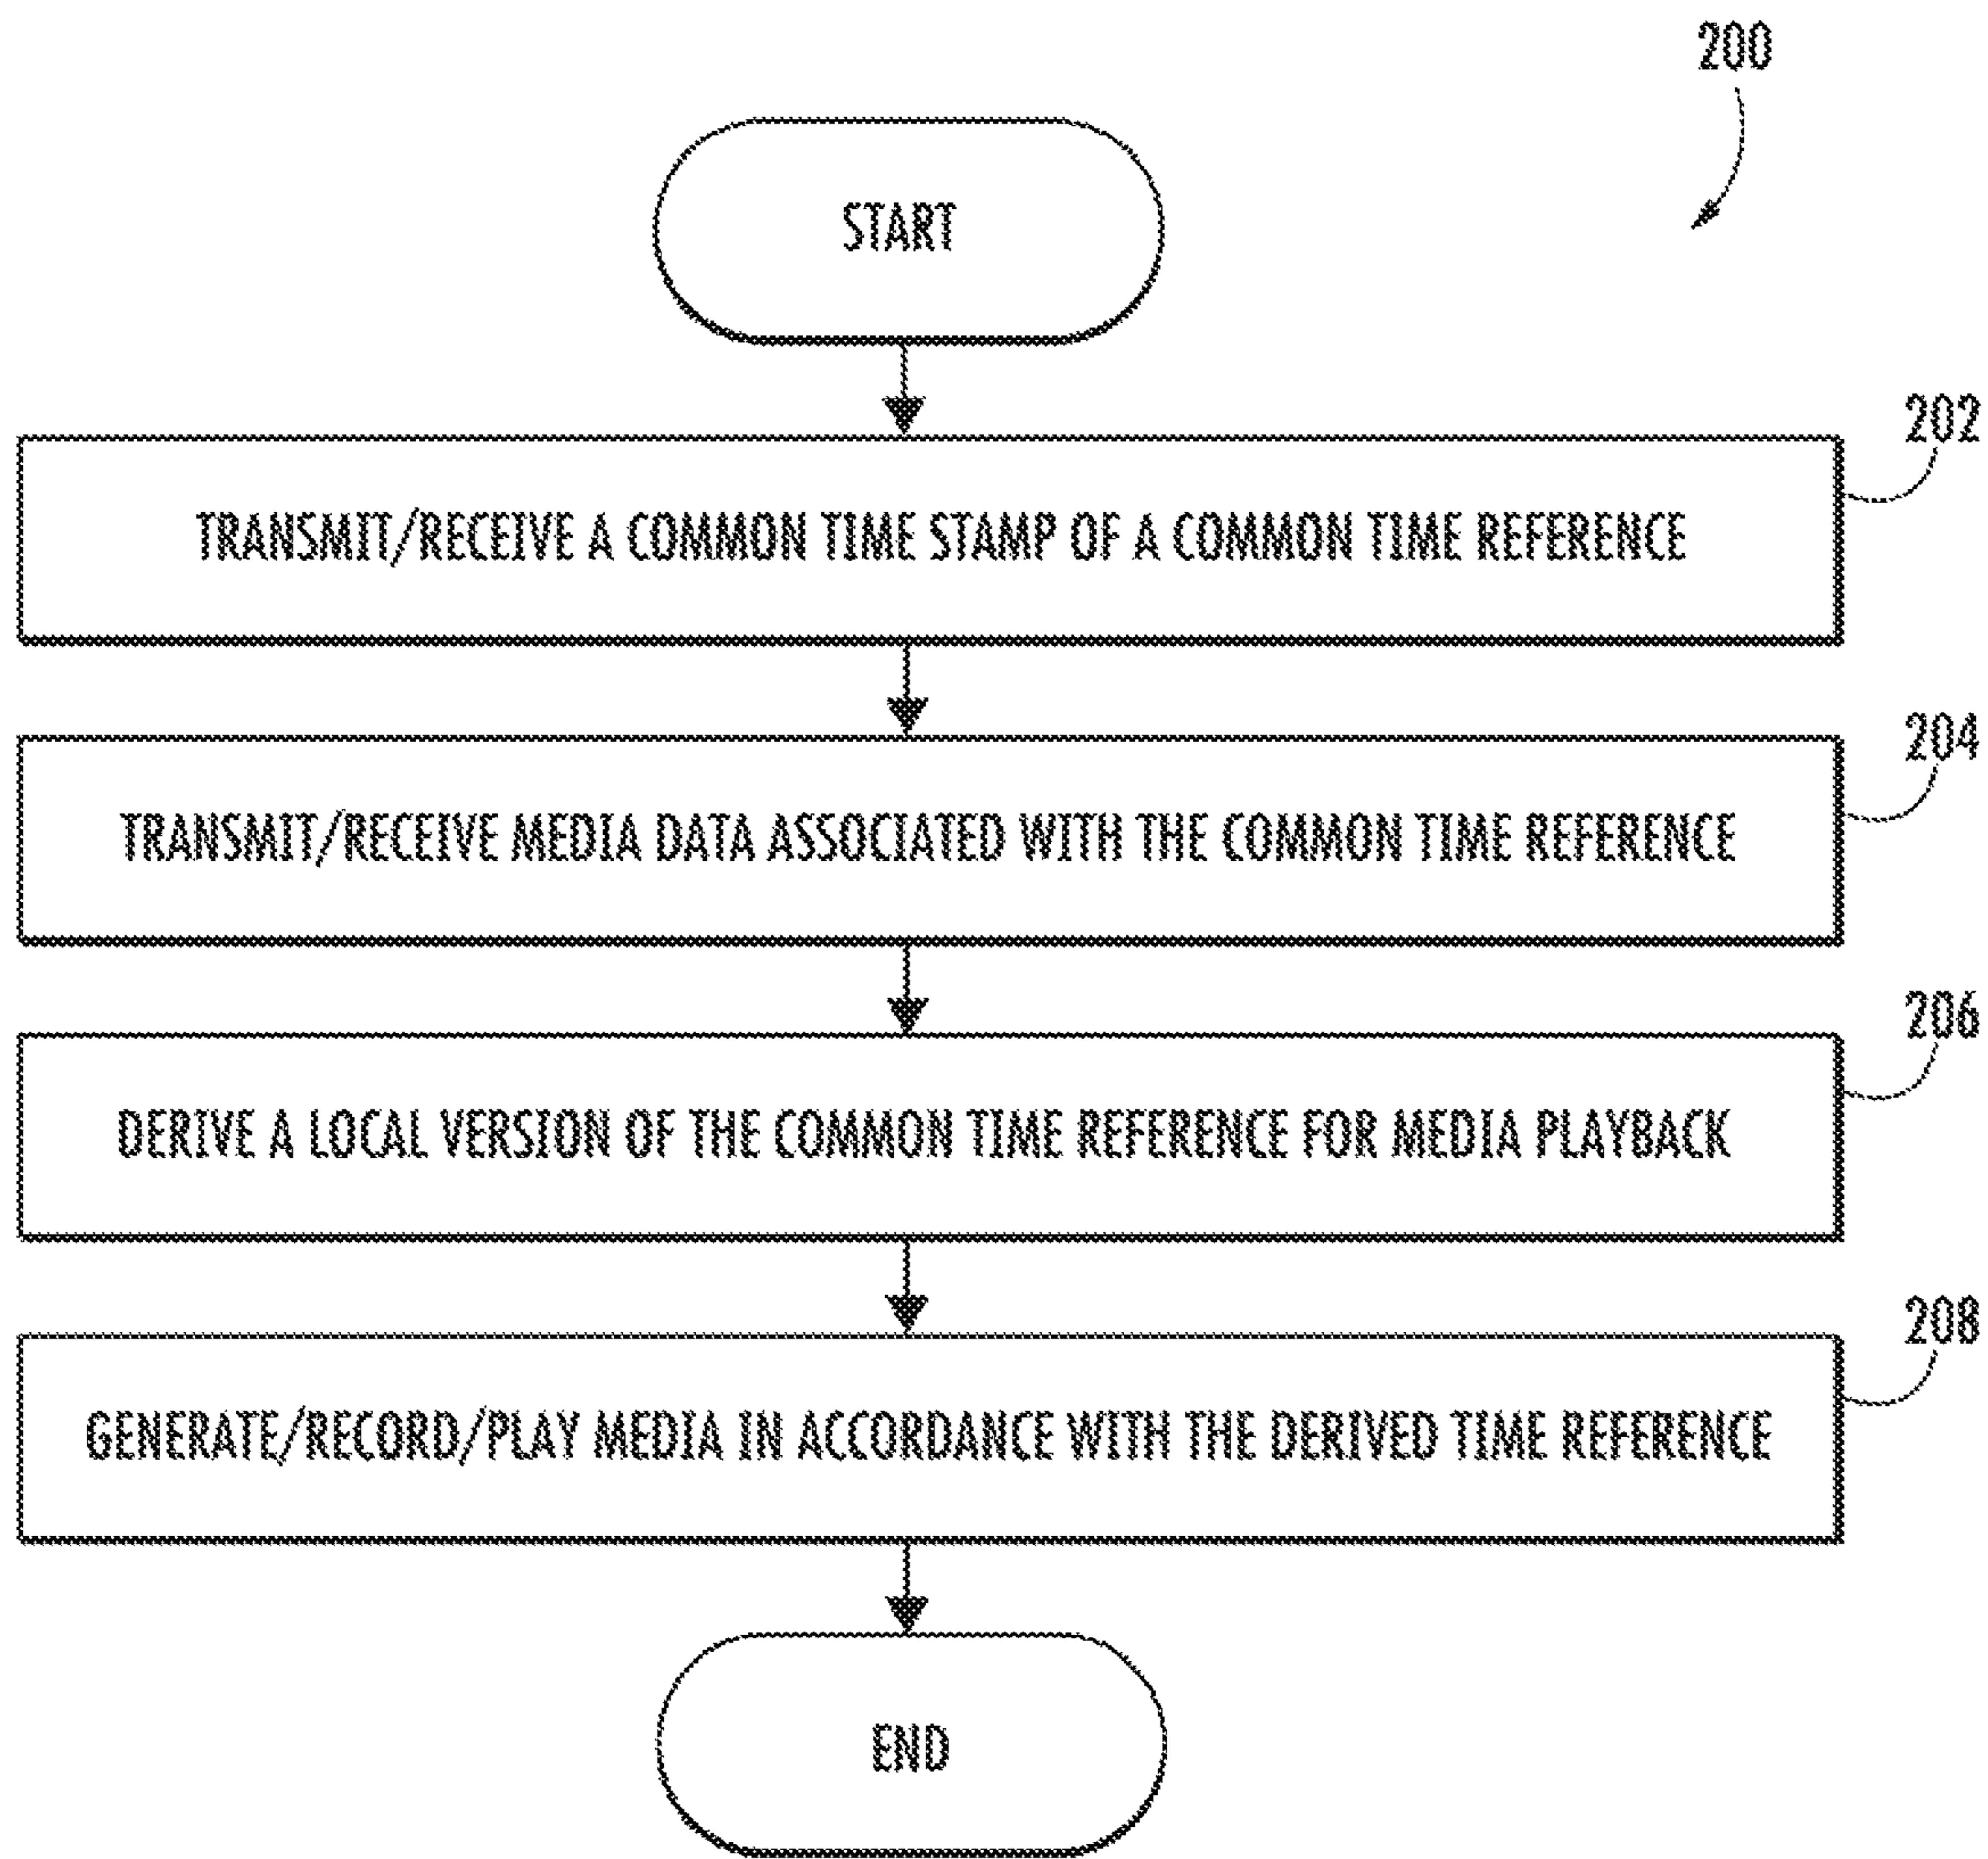 200
START
202
TRANSMIT/RECEIVE A COMMON TIME STAMP OF A COMMON TIME REFERENCE
204
TRANSMIT/RECEIVE MEDIA DATA ASSOCIATED WITH THE COMMON TIME REFERENCE
206
DERIVE A LOCAL VERSION OF THE COMMON TIME REFERENCE FOR MEDIA PLAYBACK
208
GENERATE/RECORD/PLAY MEDIA IN ACCORDANCE WITH THE DERIVED TIME REFERENCE
END